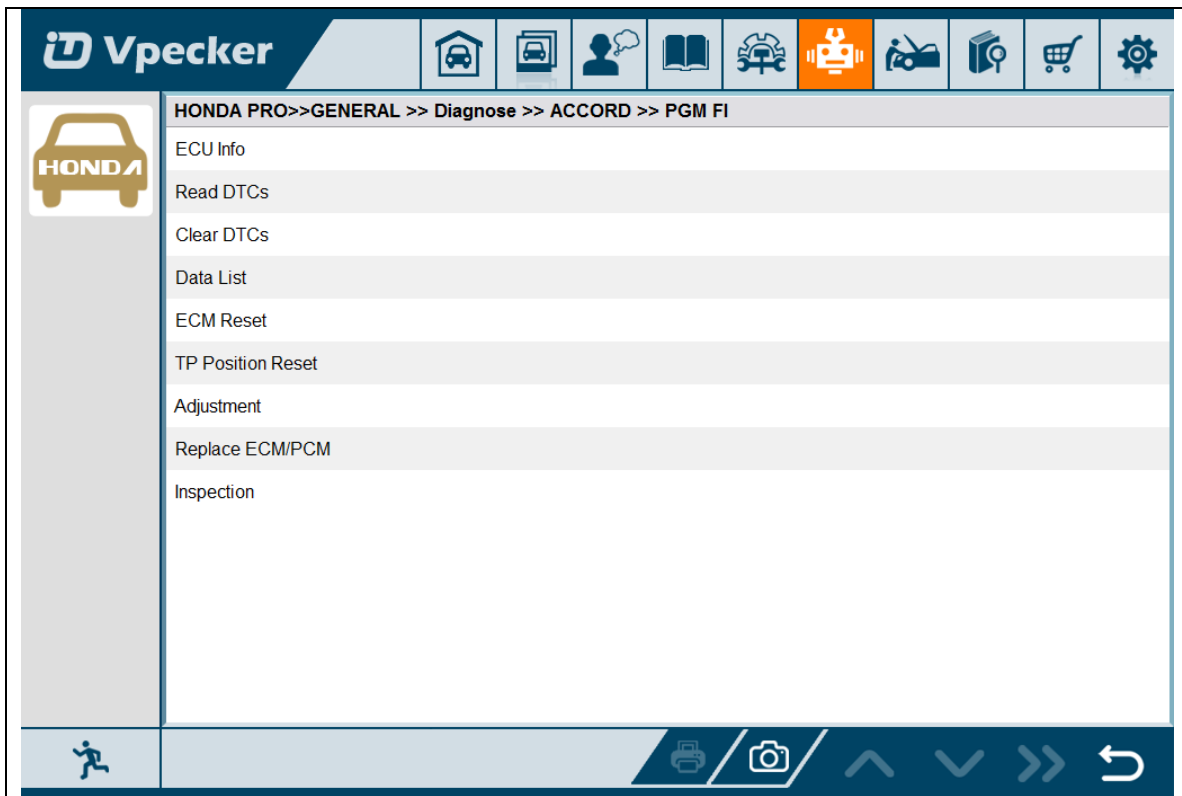 Vpecker
HONDA PRO>>GENERAL >> Diagnose >> ACCORD >> PGM FI
HONDA
ECU Info
Read DTCs
Clear DTCs
Data List
ECM Reset
TP Position Reset
Adjustment
Replace ECM/PCM
Inspection